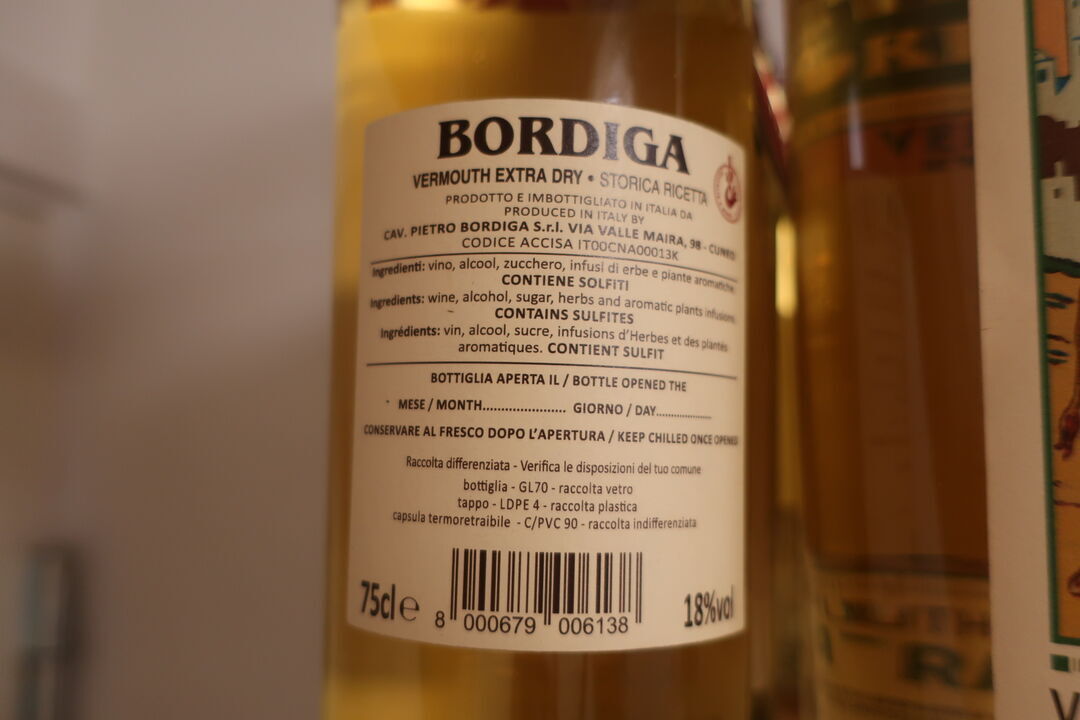 BORDIGA
VERMOUTH EXTRA DRY • STORICA RICETTA
PRODOTTO E IMBOTTIGLIATO IN ITALIA DA
PRODUCED IN ITALY BY
CAV. PIETRO BORDIGA S.r.l. VIA VALLE MAIRA, 98 - CUNEO
CODICE ACCISA IT00CNA00013K
Ingredienti: vino, alcool, zucchero, infusi di erbe e piante aromatiche.
CONTIENE SOLFITI
Ingredients: wine, alcohol, sugar, herbs and aromatic plants infusions.
CONTAINS SULFITES
Ingrédients: vin, alcool, sucre, infusions d'Herbes et des plantes
aromatiques. CONTIENT SULFIT
BOTTIGLIA APERTA IL / BOTTLE OPENED THE
MESE / MONTH...................... GIORNO / DAY...............
CONSERVARE AL FRESCO DOPO L'APERTURA / KEEP CHILLED ONCE OPENED
Raccolta differenziata - Verifica le disposizioni del tuo comune
bottiglia - GL70 - raccolta vetro
tappo - LDPE 4 - raccolta plastica
capsula termoretraibile - C/PVC 90 - raccolta indifferenziata
75cl e 18%vol
8 000679 006138